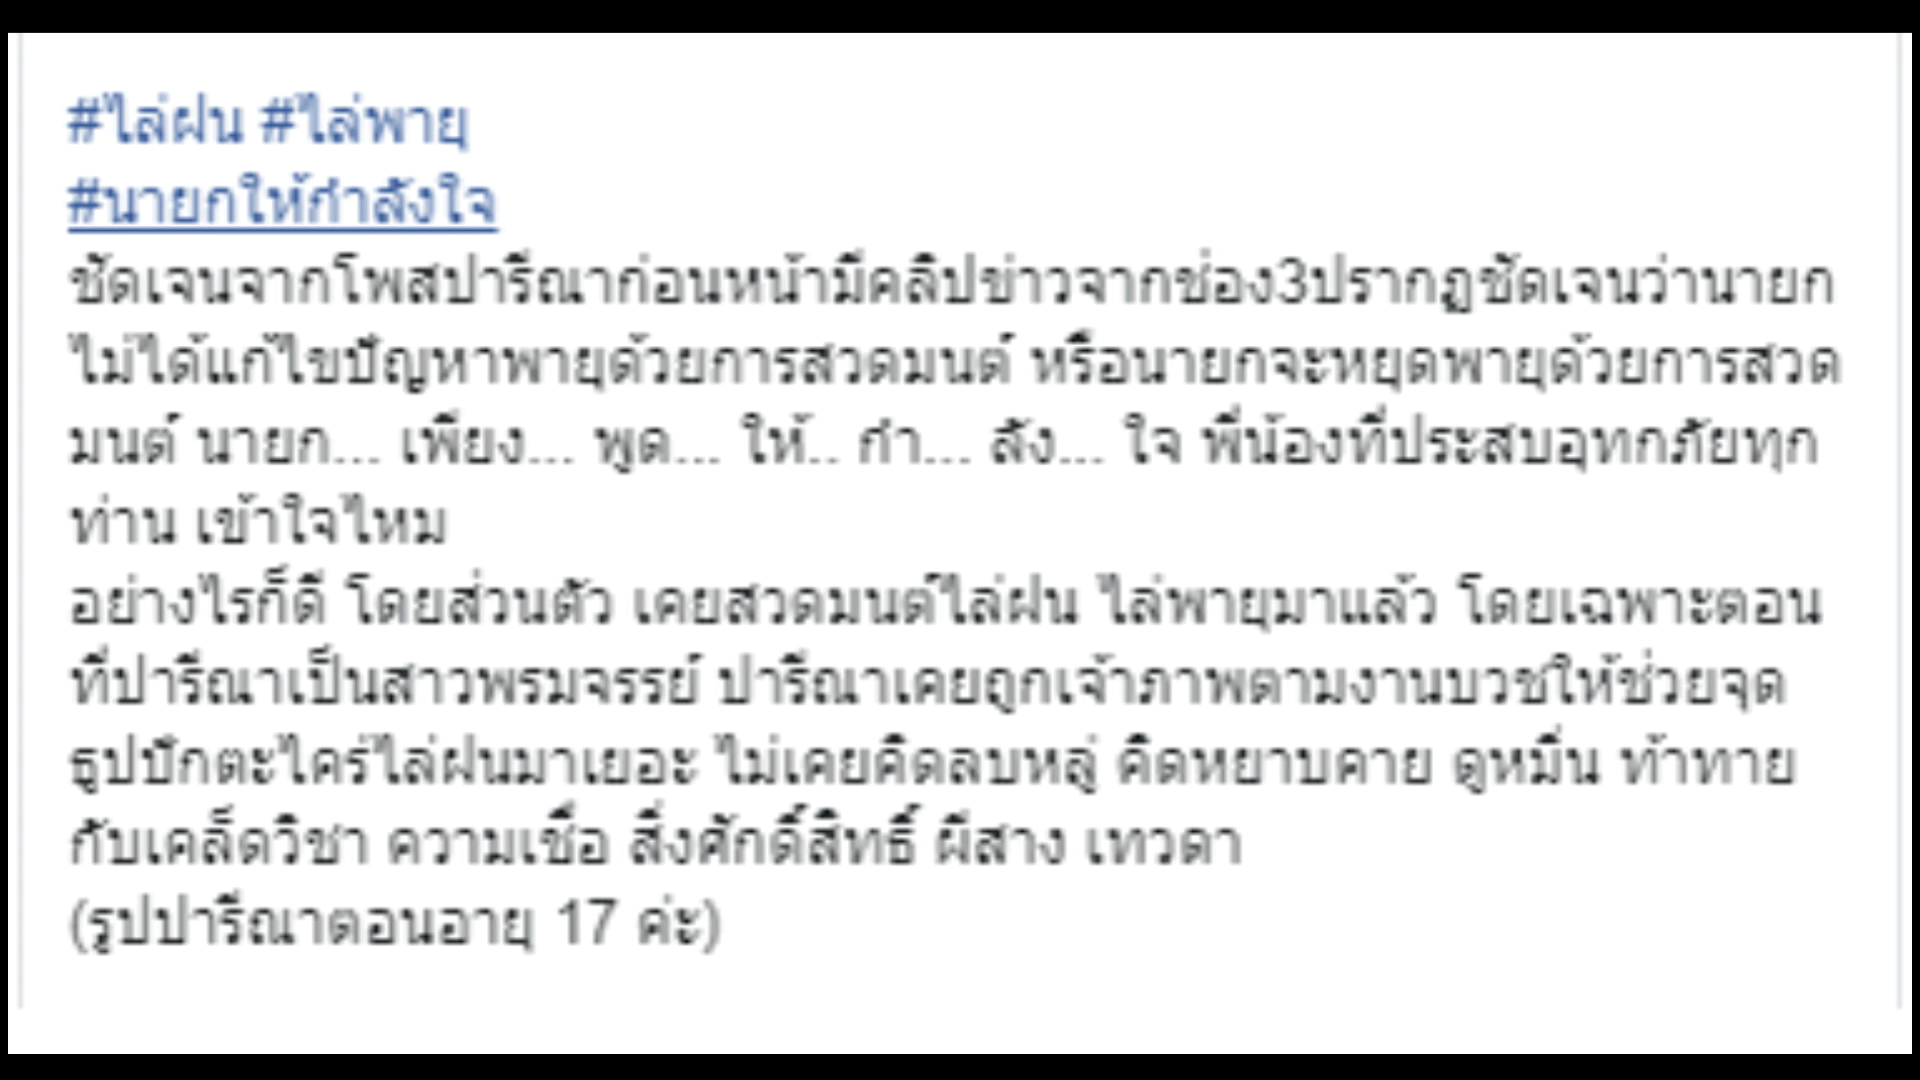 #ไล่ฝน #ไล่พายุ
#นายกให้กำลังใจ
ชัดเจนจากโพสปารีณาก่อนหน้ามีคลิปข่าวจากช่อง3ปรากฏชัดเจนว่านายก
ไม่ได้แก้ไขปัญหาพายุด้วยการสวดมนต์ หรือนายกจะหยุดพายุด้วยการสวด
มนต์ นายก... เพียง... พูด... ให้.. กำ... ลัง... ใจ พี่น้องที่ประสบอุทกภัยทุก
ท่าน เข้าใจไหม
อย่างไรก็ดี โดยส่วนตัว เคยสวดมนต์ไล่ฝน ไล่พายุมาแล้ว โดยเฉพาะตอน
ที่ปารีณาเป็นสาวพรมจรรย์ ปารีณาเคยถูกเจ้าภาพตามงานบวชให้ช่วยจุด
ธูปปักตะไคร้ไล่ฝนมาเยอะ ไม่เคยคิดลบหลู่ คิดหยาบคาย ดูหมิ่น ท้าทาย
กับเคล็ดวิชา ความเชื่อ สิ่งศักดิ์สิทธิ์ ผีสาง เทวดา
(รูปปารีณาตอนอายุ 17 ค่ะ)